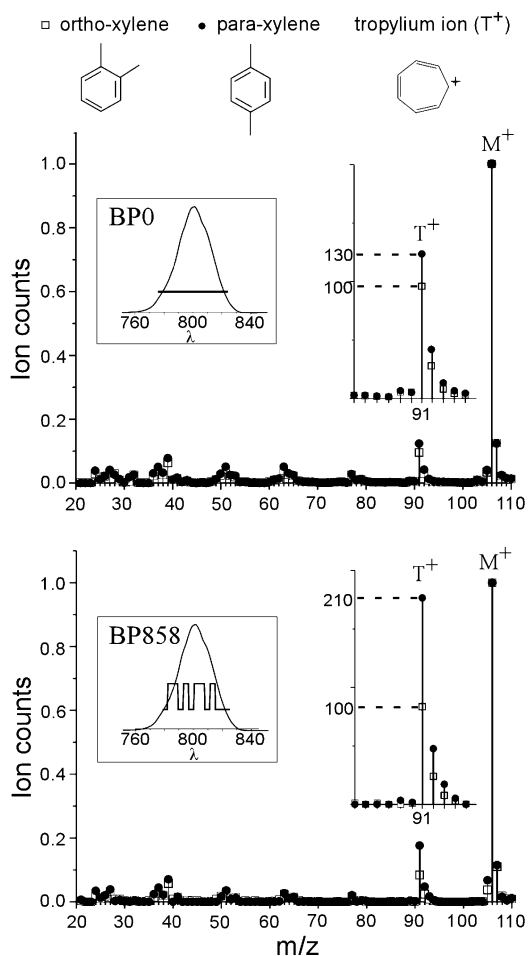 □ ortho-xylene ● para-xylene tropylium ion (T+)
+
M+
BP0
T+
130
100
91
760 800 840
λ
Ion counts
1.0
0.8
0.6
0.4
0.2
0.0
20 30 40 50 60 70 80 90 100 110
M+
BP858
T+
210
100
91
760 800 840
λ
Ion counts
1.0
0.8
0.6
0.4
0.2
0.0
20 30 40 50 60 70 80 90 100 110
m/z